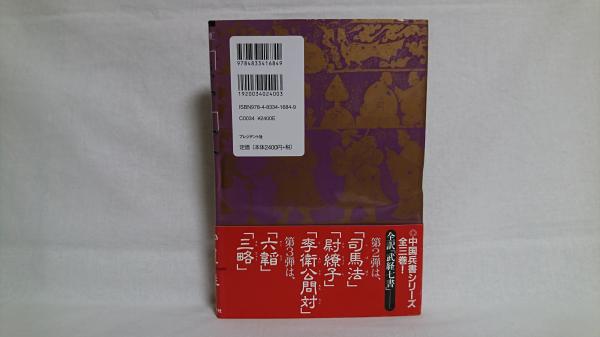 9784833416849
1920034024003
ISBN978-4-8334-1684-9
C0034 ¥2400E
プレジデント社
定価（本体2400円+税）
◎中国兵書シリーズ
全三巻！
全訳「武経七書」
第2弾は、
「司馬法」
「尉繚子」
「李衛公問対」
第3弾は、
「六韜」
「三略」